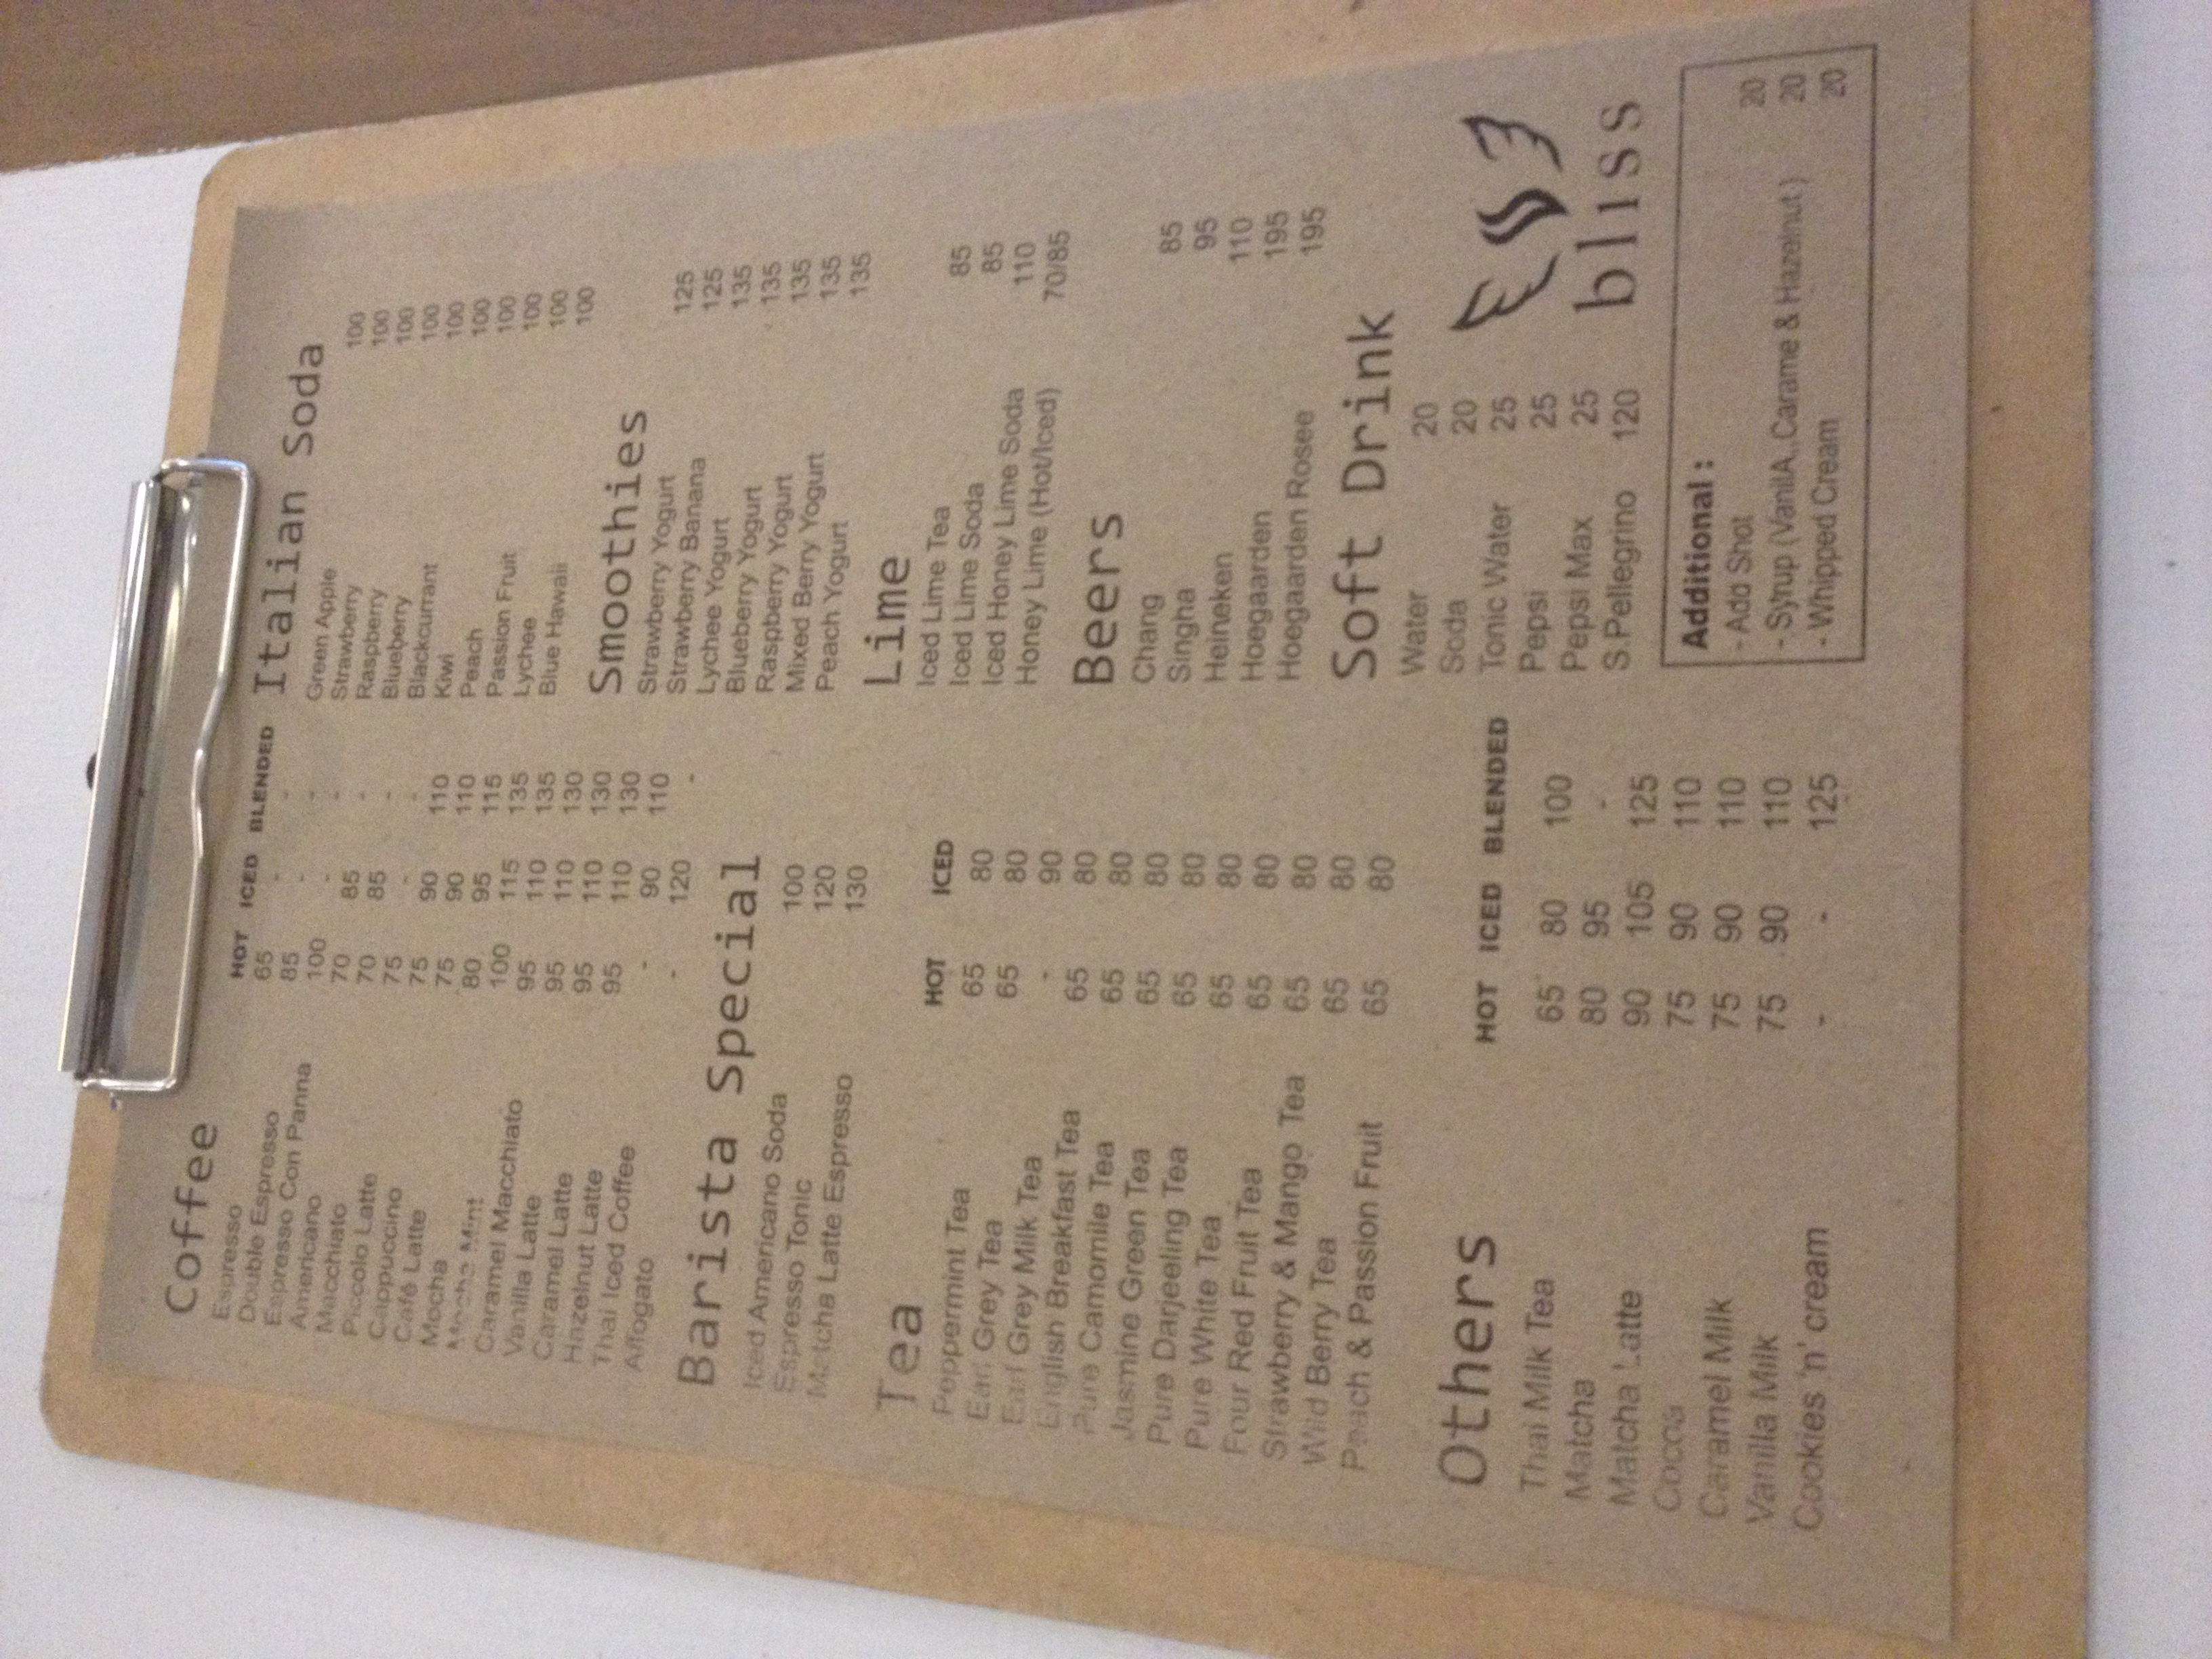 Coffee
HOT ICED BLENDED
Espresso 65 - -
Double Espresso 85 - -
Espresso Con Panna 100 - -
Americano 70 85 -
Macchiato 70 85 -
Piccolo Latte 75 - -
Cappuccino 75 90 110
Café Latte 75 90 110
Mocha 80 95 115
Mocha Mint 100 115 135
Caramel Macchiato 95 110 135
Vanilla Latte 95 110 130
Caramel Latte 95 110 130
Hazelnut Latte 95 110 130
Thai Iced Coffee - 90 110
Affogato - 120 -
Barista Special
Iced Americano Soda 100
Espresso Tonic 120
Matcha Latte Espresso 130
Tea
HOT ICED
Peppermint Tea 65 80
Earl Grey Tea 65 80
Earl Grey Milk Tea - 90
English Breakfast Tea 65 80
Pure Camomile Tea 65 80
Jasmine Green Tea 65 80
Pure Darjeeling Tea 65 80
Pure White Tea 65 80
Four Red Fruit Tea 65 80
Strawberry & Mango Tea 65 80
Wild Berry Tea 65 80
Peach & Passion Fruit 65 80
Others
HOT ICED BLENDED
Thai Milk Tea 65 80 100
Matcha 80 95 -
Matcha Latte 90 105 125
Cocoa 75 90 110
Caramel Milk 75 90 110
Vanilla Milk 75 90 110
Cookies 'n' cream - - 125
Italian Soda
Green Apple 100
Strawberry 100
Raspberry 100
Blueberry 100
Blackcurrant 100
Kiwi 100
Peach 100
Passion Fruit 100
Lychee 100
Blue Hawaii 100
Smoothies
Strawberry Yogurt 125
Strawberry Banana 125
Lychee Yogurt 135
Blueberry Yogurt 135
Raspberry Yogurt 135
Mixed Berry Yogurt 135
Peach Yogurt 135
Lime
Iced Lime Tea 85
Iced Lime Soda 85
Iced Honey Lime Soda 110
Honey Lime (Hot/Iced) 70/85
Beers
Chang 85
Singha 95
Heineken 110
Hoegaarden 195
Hoegaarden Rosee 195
Soft Drink
Water 20
Soda 20
Tonic Water 25
Pepsi 25
Pepsi Max 25
S.Pellegrino 120
bliss
Additional :
- Add Shot 20
- Syrup (VanilA,,Carame & Hazelnut) 20
- Whipped Cream 20